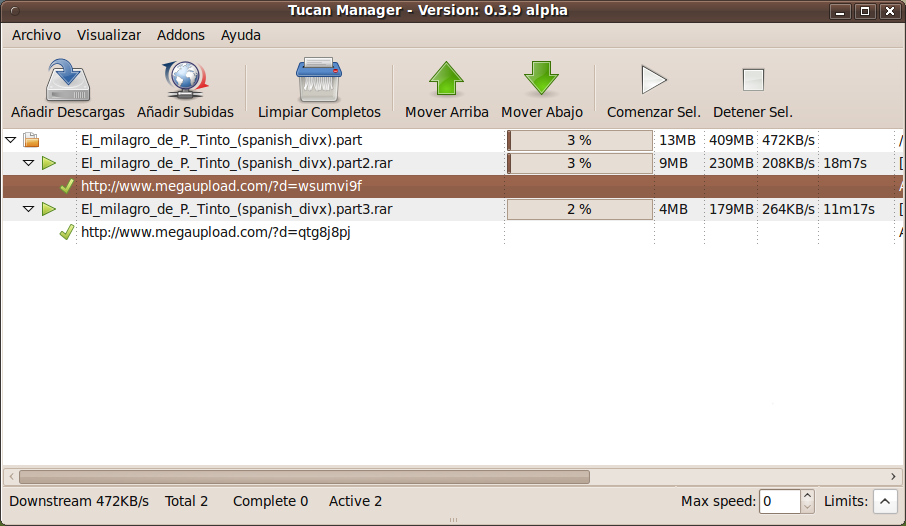 Tucan Manager - Version: 0.3.9 alpha
Archivo Visualizar Addons Ayuda
Añadir Descargas Añadir Subidas Limpiar Completos Mover Arriba Mover Abajo Comenzar Sel. Detener Sel.
El_milagro_de_P._Tinto_(spanish_divx).part 3 % 13MB 409MB 472KB/s /
El_milagro_de_P._Tinto_(spanish_divx).part2.rar 3 % 9MB 230MB 208KB/s 18m7s [
http://www.megaupload.com/?d=wsumvi9f A
El_milagro_de_P._Tinto_(spanish_divx).part3.rar 2 % 4MB 179MB 264KB/s 11m17s [
http://www.megaupload.com/?d=qtg8j8pj A
Downstream 472KB/s Total 2 Complete 0 Active 2 Max speed: 0 Limits: